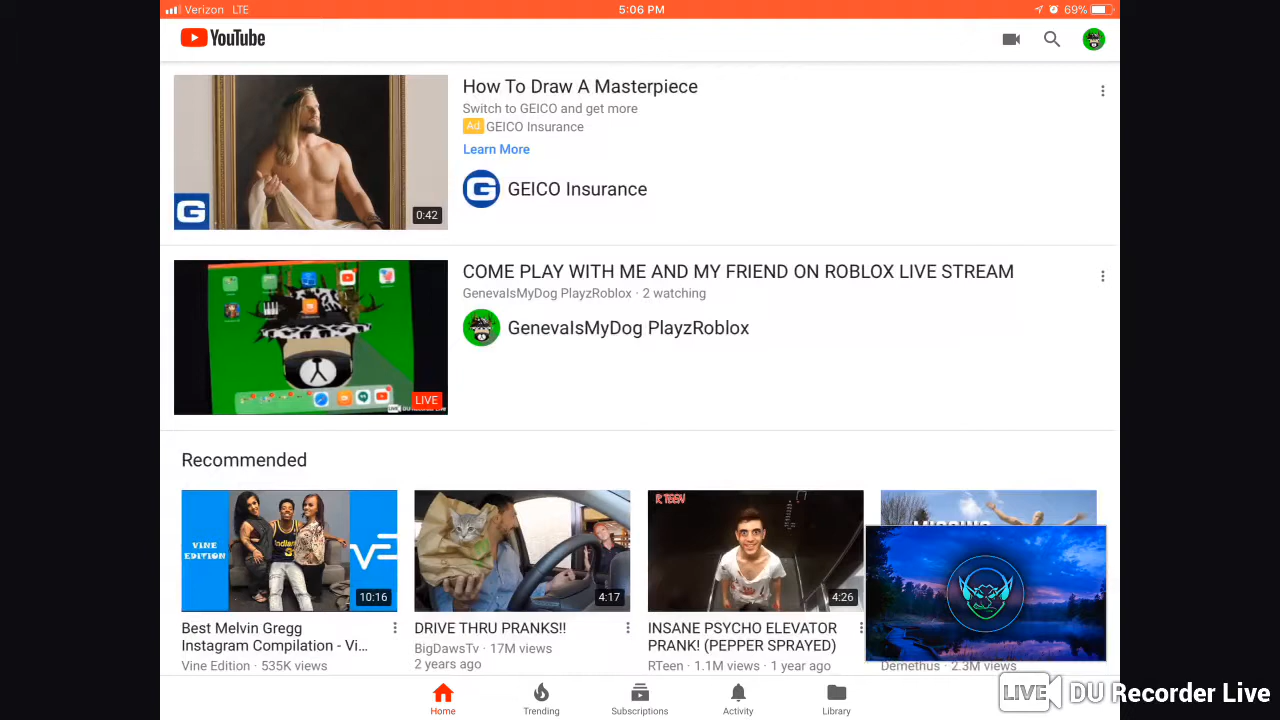 Verizon LTE
5:06 PM
69%
YouTube
How To Draw A Masterpiece
Switch to GEICO and get more
Ad GEICO Insurance
Learn More
G GEICO Insurance
G
0:42
COME PLAY WITH ME AND MY FRIEND ON ROBLOX LIVE STREAM
GenevaIsMyDog PlayzRoblox · 2 watching
GenevaIsMyDog PlayzRoblox
LIVE
Recommended
VINE
EDITION
10:16
4:17
R TEEN
4:26
Best Melvin Gregg
Instagram Compilation - Vi...
Vine Edition · 535K views
DRIVE THRU PRANKS!!
BigDawsTv · 17M views
2 years ago
INSANE PSYCHO ELEVATOR
PRANK! (PEPPER SPRAYED)
RTeen · 1.1M views · 1 year ago
Demethus · 2.3M views
Home
Trending
Subscriptions
Activity
Library
LIVE DU Recorder Live